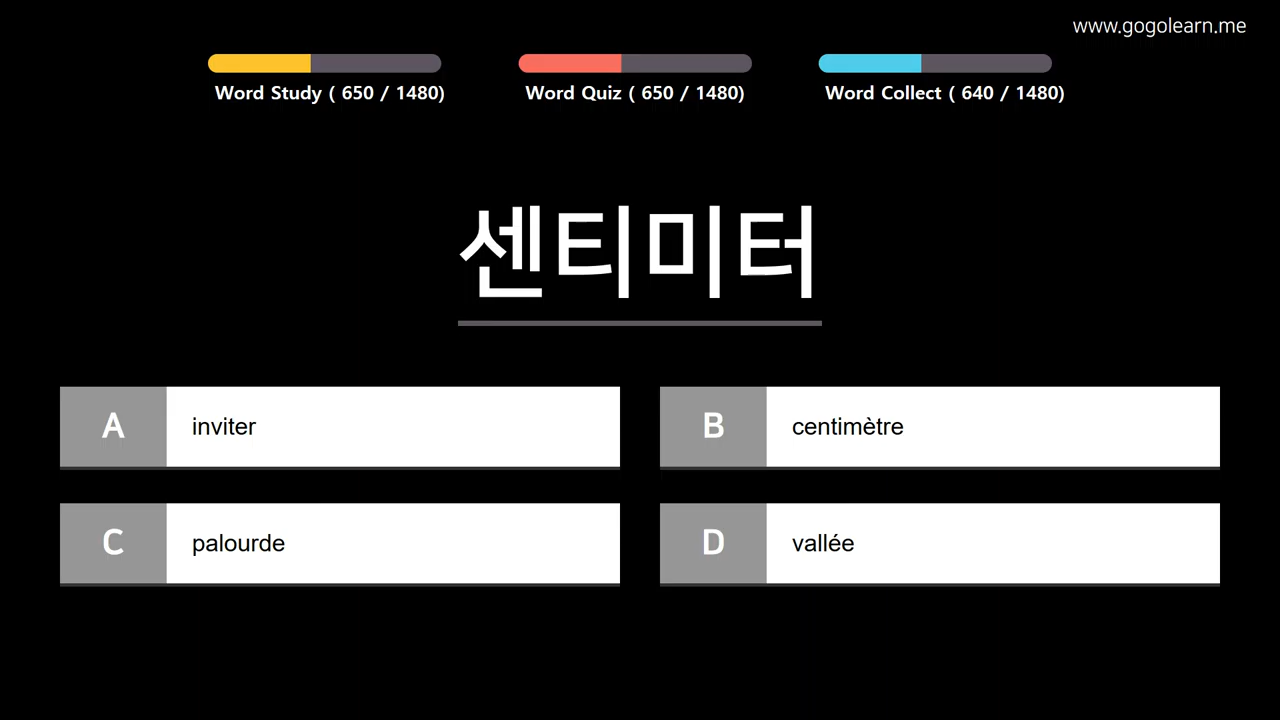 www.gogolearn.me
Word Study ( 650 / 1480)
Word Quiz ( 650 / 1480)
Word Collect ( 640 / 1480)
센티미터
A inviter
B centimètre
C palourde
D vallée